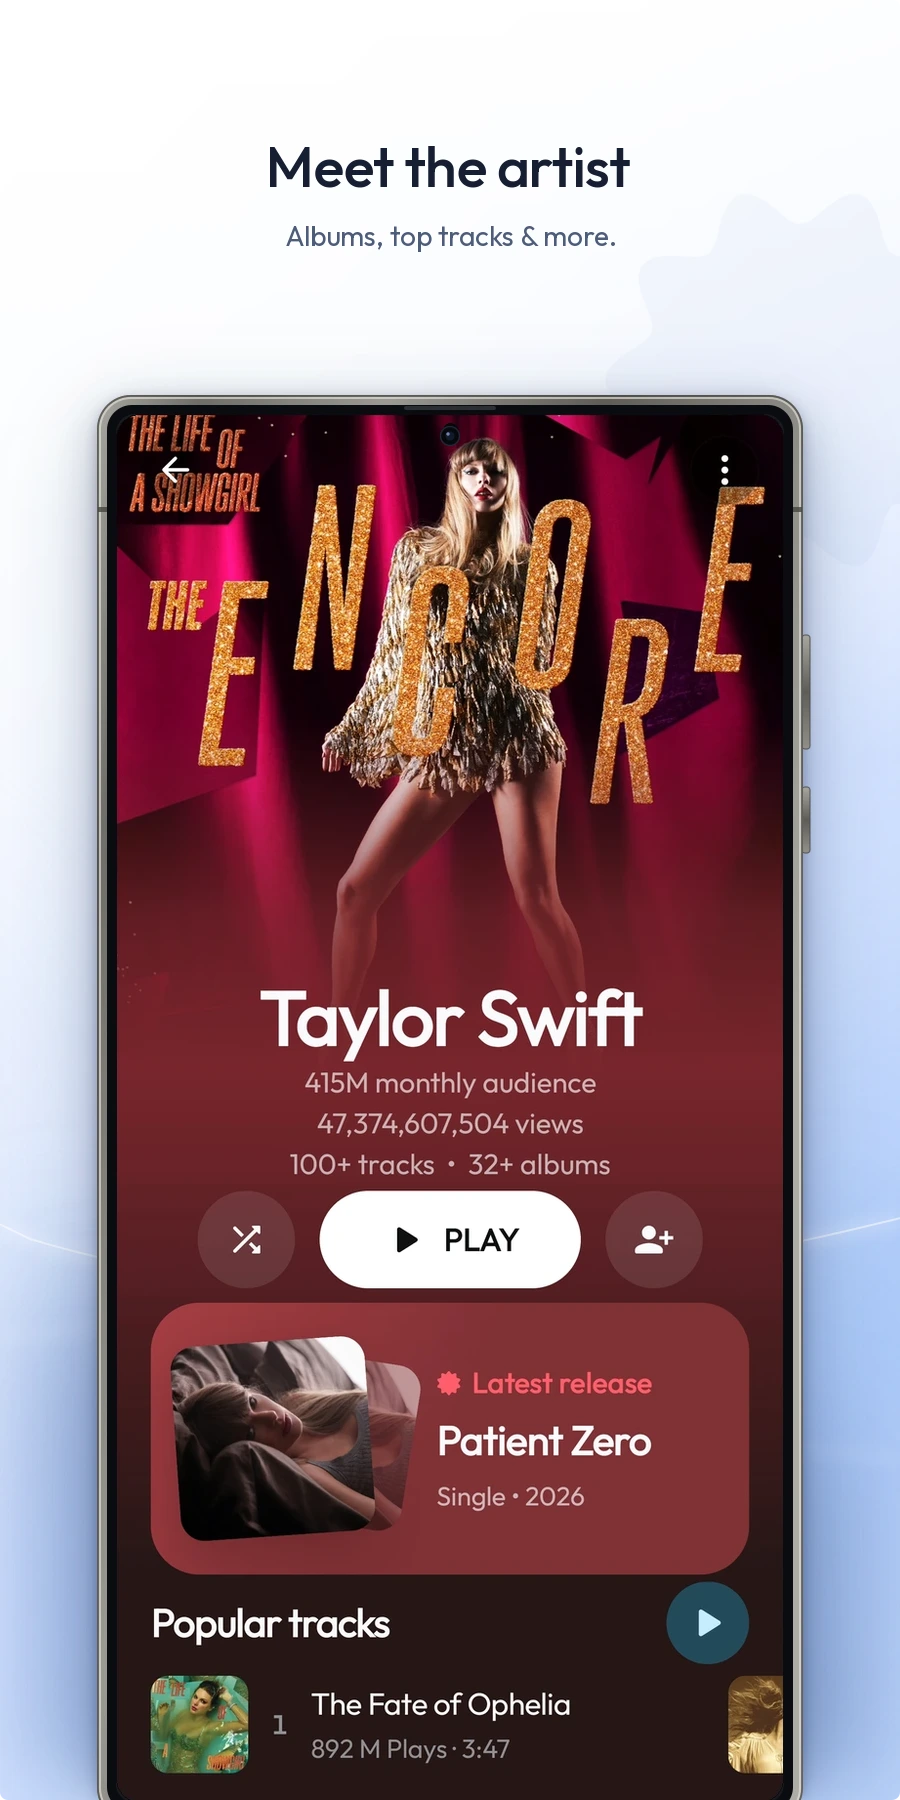 Meet the artist
Albums, top tracks & more.
THE LIFE OF
A SHOWGIRL
THE ENCORE
Taylor Swift
415M monthly audience
47,374,607,504 views
100+ tracks • 32+ albums
PLAY
Latest release
Patient Zero
Single • 2026
Popular tracks
1
The Fate of Ophelia
892 M Plays · 3:47